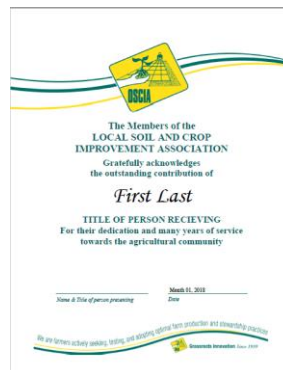 OSCIA
The Members of the
LOCAL SOIL AND CROP
IMPROVEMENT ASSOCIATION
Gratefully acknowledges
the outstanding contribution of
First Last
TITLE OF PERSON RECIEVING
For their dedication and many years of service
towards the agricultural community
March 01, 2018
Name & Title of person presenting
Date
We are farmers actively seeking, testing, and adopting optimal farm production and stewardship practices
Grassroots Innovation Since 1939